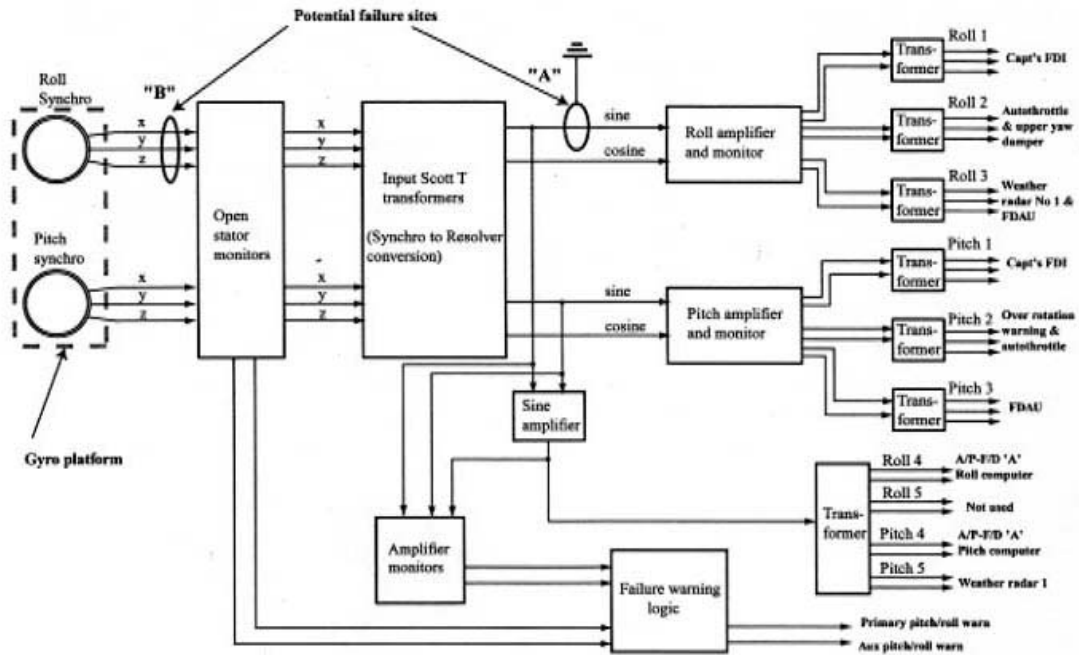 Potential failure sites
Roll
Synchro
"B"
x
y
z
Pitch
synchro
x
y
z
Gyro platform
Open
stator
monitors
x
y
z
x
y
z
Input Scott T
transformers
(Synchro to Resolver
conversion)
"A"
sine
cosine
sine
cosine
Roll amplifier
and monitor
Pitch amplifier
and monitor
Sine
amplifier
Amplifier
monitors
Failure warning
logic
Trans-
former
Roll 1
Capt's FDI
Trans-
former
Roll 2
Autothrottle
& upper yaw
damper
Trans-
former
Roll 3
Weather
radar No 1 &
FDAU
Trans-
former
Pitch 1
Capt's FDI
Trans-
former
Pitch 2
Over rotation
warning &
autothrottle
Trans-
former
Pitch 3
FDAU
Trans-
former
Roll 4
A/P-F/D 'A'
Roll computer
Roll 5
Not used
Pitch 4
A/P-F/D 'A'
Pitch computer
Pitch 5
Weather radar 1
Primary pitch/roll warn
Aux pitch/roll warn